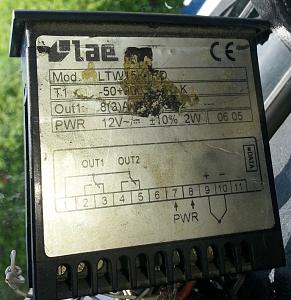 lae
CE
Mod. LTW15
T1 -50
Out1 8(3)A
PWR 12V~ ±10% 2W 06 05
OUT1 OUT2
+ -
1 2 3 4 5 6 7 8 9 10 11
PWR